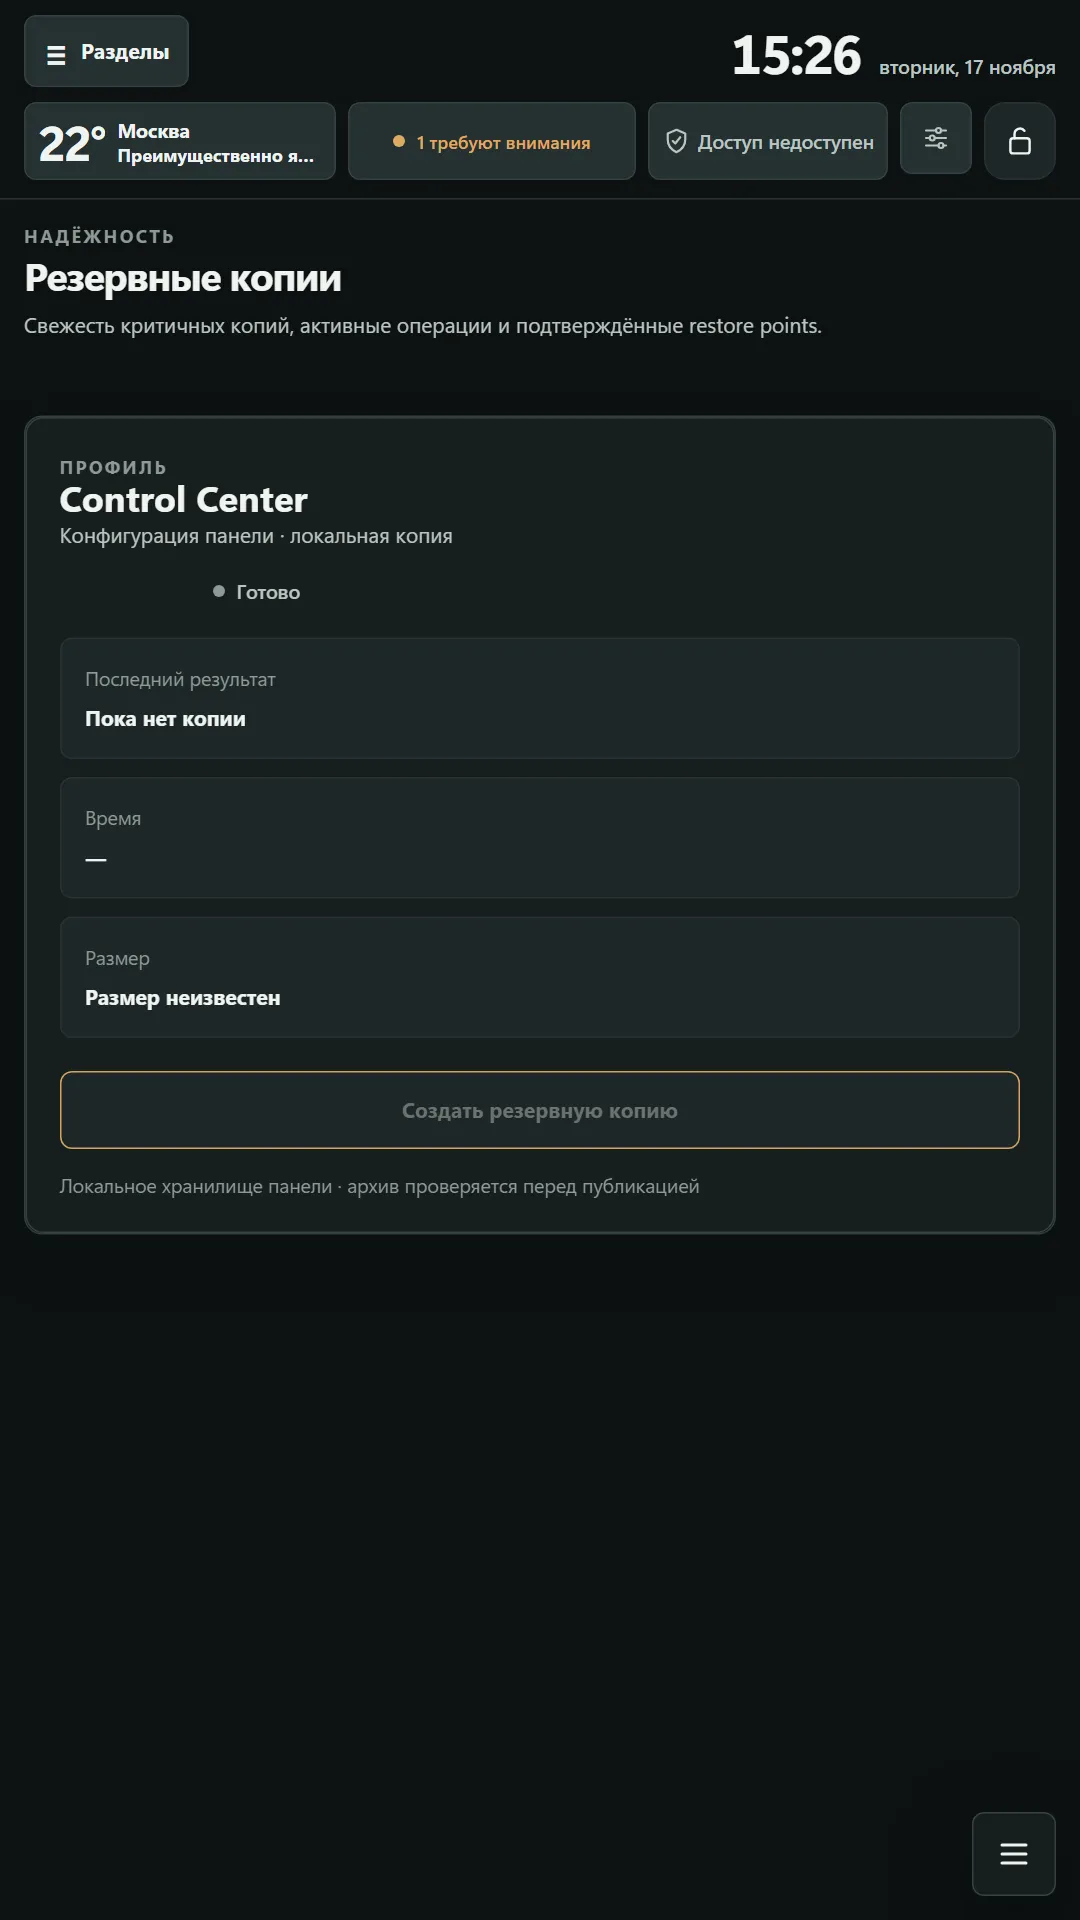 Разделы
15:26 вторник, 17 ноября
22° Москва
Преимущественно я...
1 требуют внимания
Доступ недоступен
НАДЁЖНОСТЬ
Резервные копии
Свежесть критичных копий, активные операции и подтверждённые restore points.
ПРОФИЛЬ
Control Center
Конфигурация панели · локальная копия
Готово
Последний результат
Пока нет копии
Время
—
Размер
Размер неизвестен
Создать резервную копию
Локальное хранилище панели · архив проверяется перед публикацией